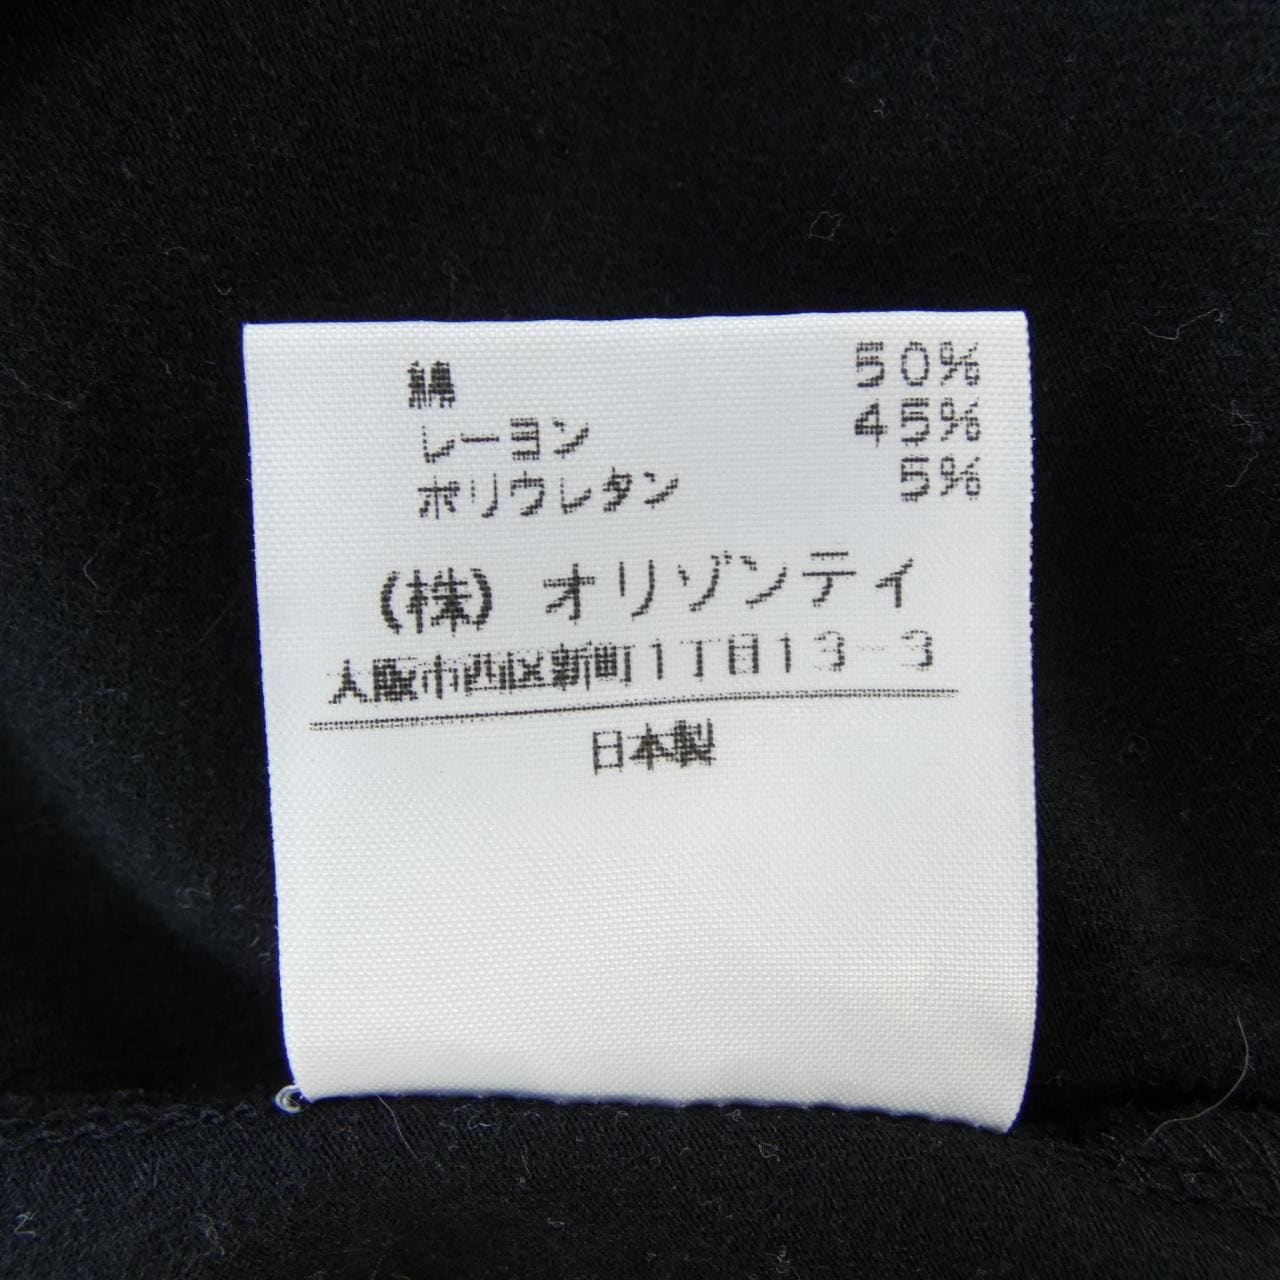 綿 50%
レーヨン 45%
ポリウレタン 5%
(株) オリゾンティ
大阪市西区新町1丁目13-3
日本製